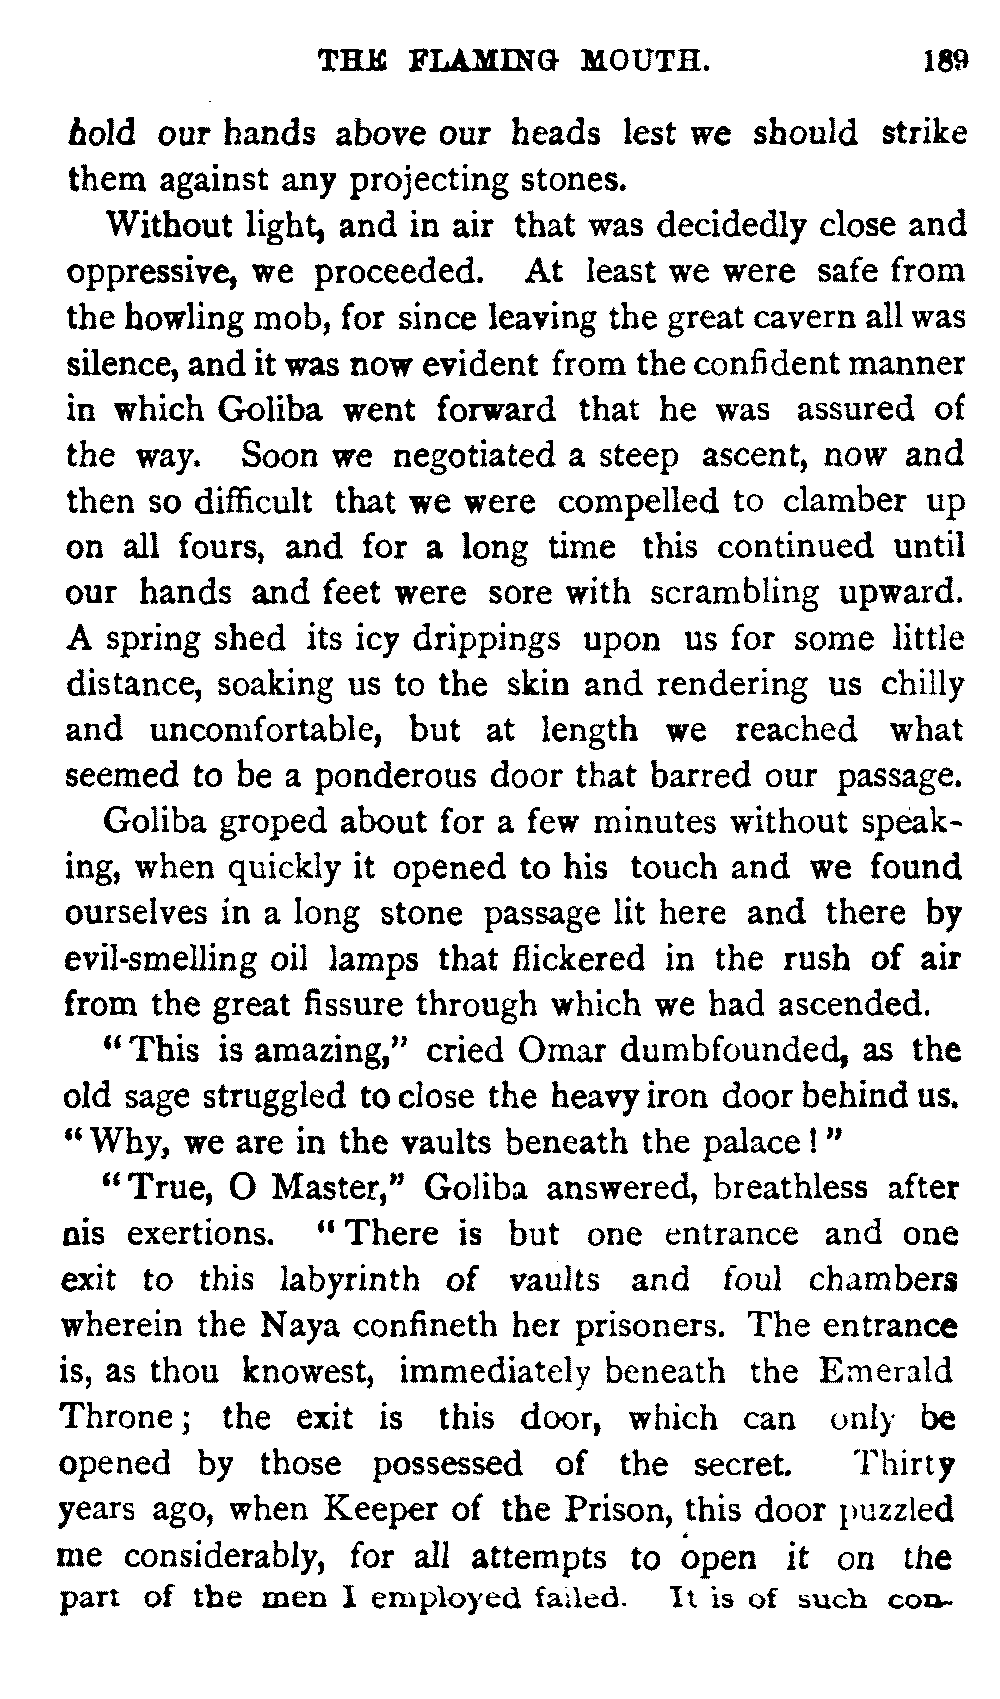 THE FLAMING MOUTH. 189
hold our hands above our heads lest we should strike
them against any projecting stones.
Without light, and in air that was decidedly close and
oppressive, we proceeded. At least we were safe from
the howling mob, for since leaving the great cavern all was
silence, and it was now evident from the confident manner
in which Goliba went forward that he was assured of
the way. Soon we negotiated a steep ascent, now and
then so difficult that we were compelled to clamber up
on all fours, and for a long time this continued until
our hands and feet were sore with scrambling upward.
A spring shed its icy drippings upon us for some little
distance, soaking us to the skin and rendering us chilly
and uncomfortable, but at length we reached what
seemed to be a ponderous door that barred our passage.
Goliba groped about for a few minutes without speak-
ing, when quickly it opened to his touch and we found
ourselves in a long stone passage lit here and there by
evil-smelling oil lamps that flickered in the rush of air
from the great fissure through which we had ascended.
"This is amazing," cried Omar dumbfounded, as the
old sage struggled to close the heavy iron door behind us.
"Why, we are in the vaults beneath the palace!"
"True, O Master," Goliba answered, breathless after
his exertions. "There is but one entrance and one
exit to this labyrinth of vaults and foul chambers
wherein the Naya confineth her prisoners. The entrance
is, as thou knowest, immediately beneath the Emerald
Throne; the exit is this door, which can only be
opened by those possessed of the secret. Thirty
years ago, when Keeper of the Prison, this door puzzled
me considerably, for all attempts to open it on the
part of the men I employed failed. It is of such con-